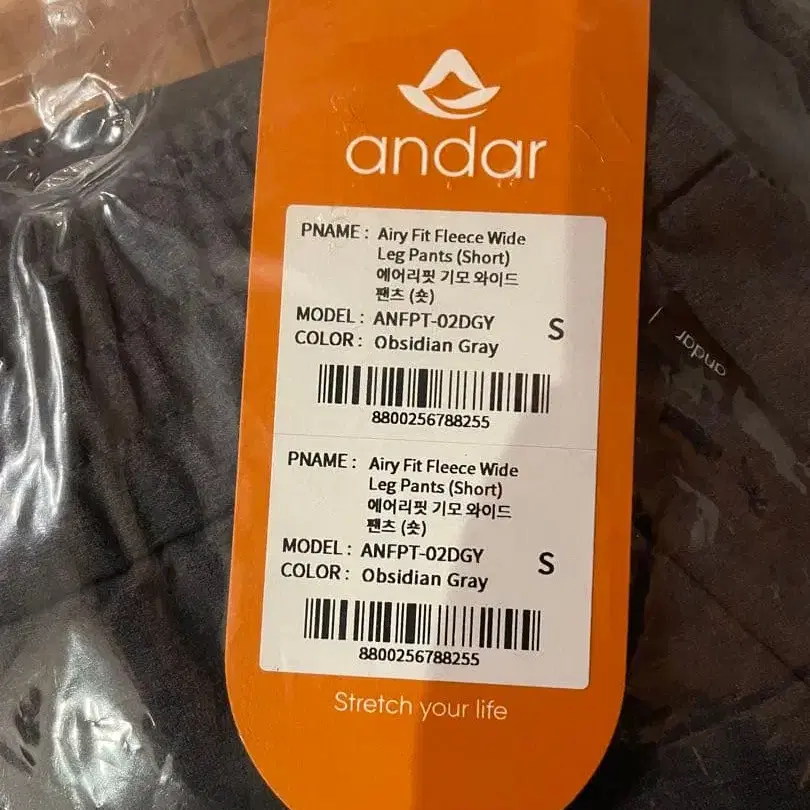 andar
PNAME : Airy Fit Fleece Wide
Leg Pants (Short)
에어리핏 기모 와이드
팬츠 (숏)
MODEL : ANFPT-02DGY
S
COLOR : Obsidian Gray
8800256788255
PNAME : Airy Fit Fleece Wide
Leg Pants (Short)
에어리핏 기모 와이드
팬츠 (숏)
MODEL : ANFPT-02DGY
S
COLOR : Obsidian Gray
8800256788255
Stretch your life
andar